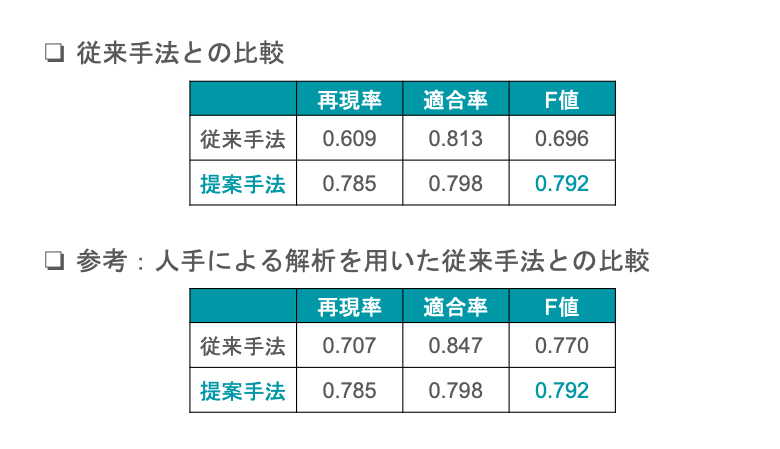 ❏ 従来手法との比較
再現率 適合率 F値
従来手法 0.609 0.813 0.696
提案手法 0.785 0.798 0.792
❏ 参考：人手による解析を用いた従来手法との比較
再現率 適合率 F値
従来手法 0.707 0.847 0.770
提案手法 0.785 0.798 0.792